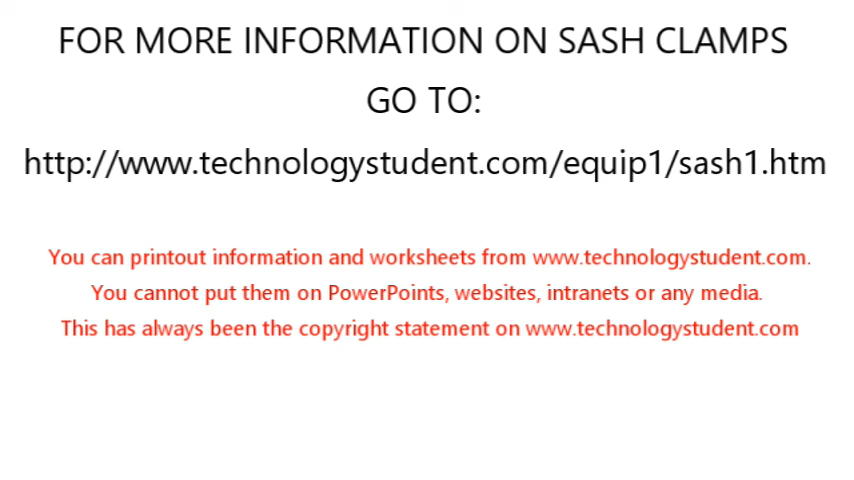 FOR MORE INFORMATION ON SASH CLAMPS
GO TO:
http://www.technologystudent.com/equip1/sash1.htm
You can printout information and worksheets from www.technologystudent.com.
You cannot put them on PowerPoints, websites, intranets or any media.
This has always been the copyright statement on www.technologystudent.com